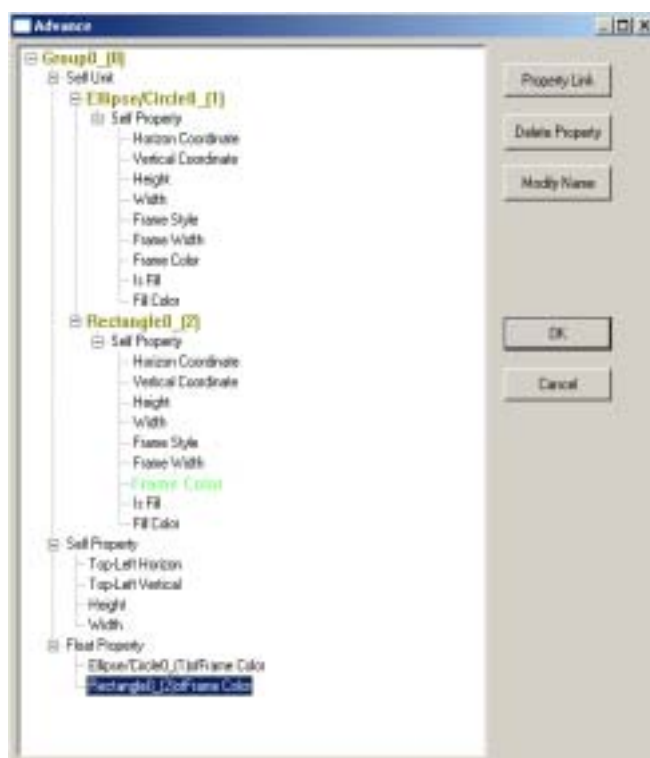 Advance
Group0_(0)
Self Unit
Ellipse/Circle0_(1)
Self Property
Horizon Coordinate
Vertical Coordinate
Height
Width
Frame Style
Frame Width
Frame Color
Is Fill
Fill Color
Rectangle0_(2)
Self Property
Horizon Coordinate
Vertical Coordinate
Height
Width
Frame Style
Frame Width
Frame Color
Is Fill
Fill Color
Self Property
Top-Left Horizon
Top-Left Vertical
Height
Width
Float Property
Ellipse/Circle0_(1)ofFrame Color
Rectangle0_(2)ofFrame Color
Property Link
Delete Property
Modify Name
OK
Cancel